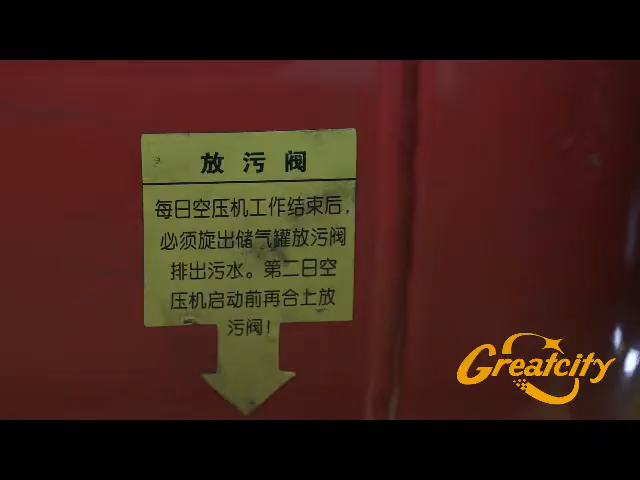 放污阀
每日空压机工作结束后,
必须旋出储气罐放污阀
排出污水。第二日空
压机启动前再合上放
污阀!
Greatcity